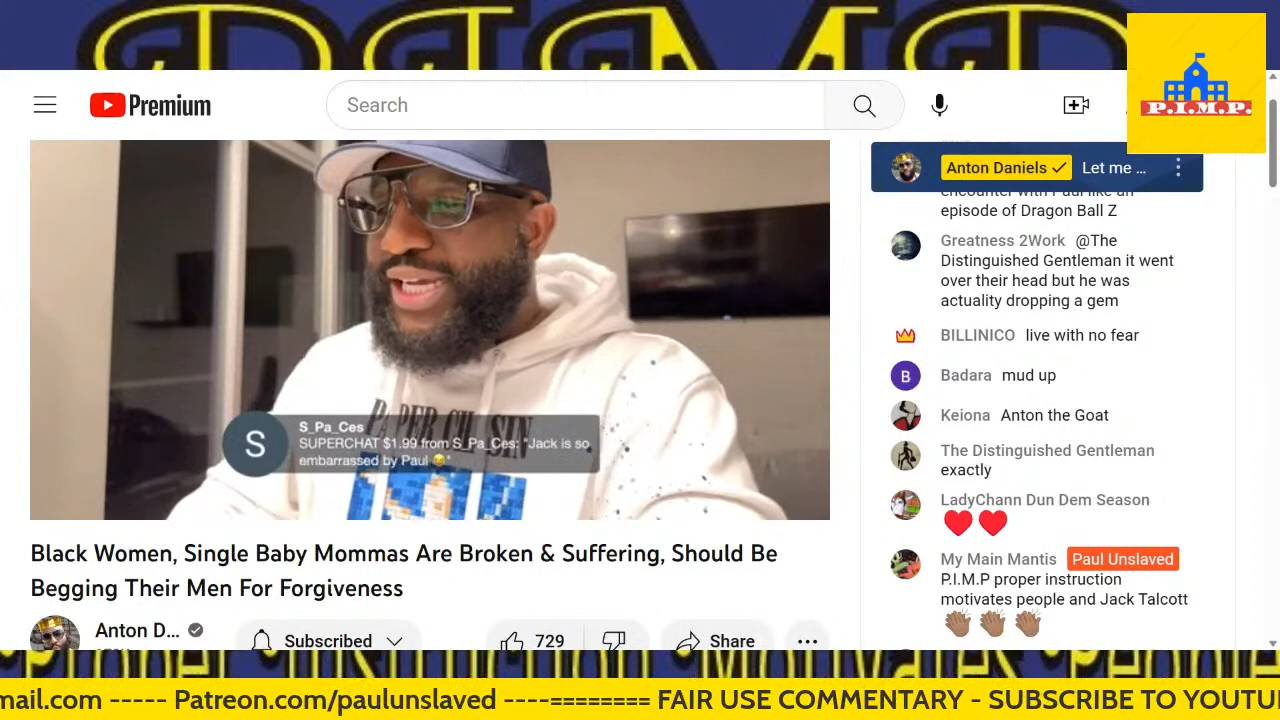 P.I.M.P.
Premium
Search
P.I.M.P.
Anton Daniels Let me ...
encounter with Paul like an
episode of Dragon Ball Z
Greatness 2Work @The
Distinguished Gentleman it went
over their head but he was
actuality dropping a gem
BILLINICO live with no fear
B
Badara mud up
Keiona Anton the Goat
The Distinguished Gentleman
exactly
LadyChann Dun Dem Season
♥️ ♥️
My Main Mantis Paul Unslaved
P.I.M.P proper instruction
motivates people and Jack Talcott
👏🏾 👏🏾 👏🏾
S
S_Pa_Ces
SUPERCHAT $1.99 from S_Pa_Ces: "Jack is so
embarrassed by Paul 😂"
Black Women, Single Baby Mommas Are Broken & Suffering, Should Be
Begging Their Men For Forgiveness
Anton D...
Subscribed
729
Share
Proper Instruction Motivates People
mail.com ----- Patreon.com/paulunslaved ----======== FAIR USE COMMENTARY - SUBSCRIBE TO YOUTU